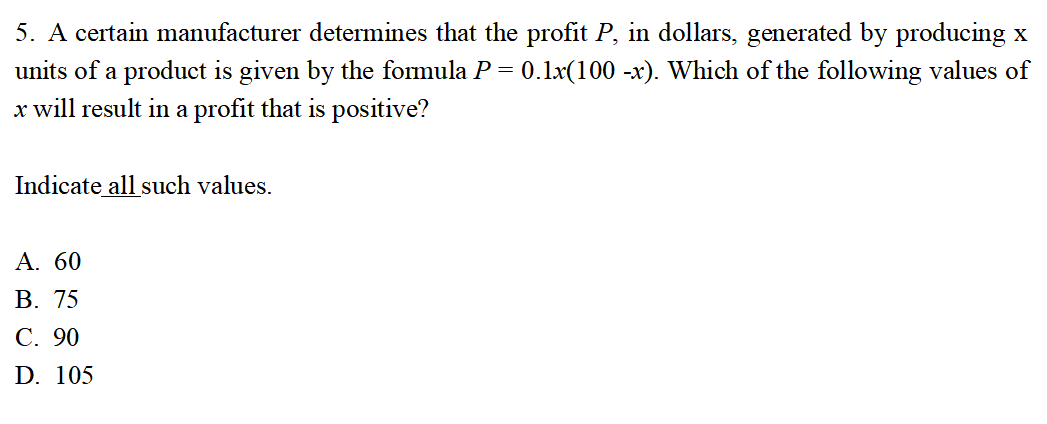 5. A certain manufacturer determines that the profit P, in dollars, generated by producing x
units of a product is given by the formula P = 0.1x(100 -x). Which of the following values of
x will result in a profit that is positive?
Indicate all such values.
A. 60
B. 75
C. 90
D. 105